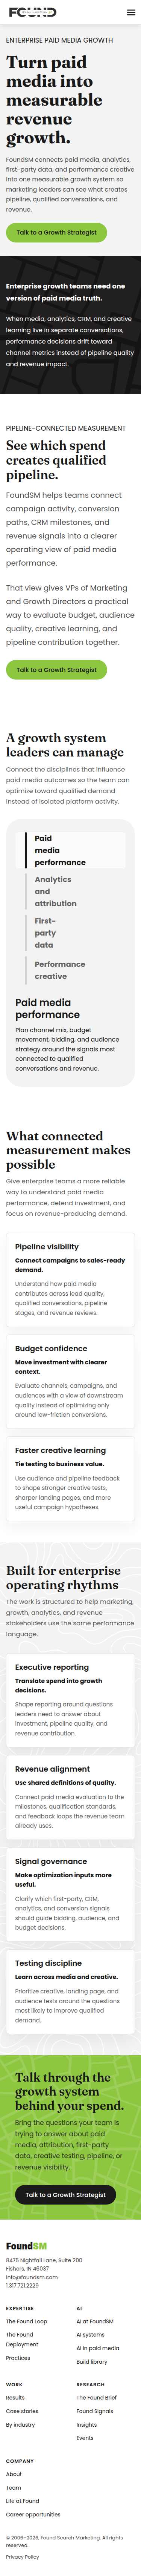 FOUND
ENTERPRISE PAID MEDIA GROWTH
Turn paid
media into
measurable
revenue
growth.
FoundSM connects paid media, analytics,
first-party data, and performance creative
into one measurable growth system so
marketing leaders can see what creates
pipeline, qualified conversations, and
revenue.
Talk to a Growth Strategist
Enterprise growth teams need one
version of paid media truth.
When media, analytics, CRM, and creative
learning live in separate conversations,
performance decisions drift toward
channel metrics instead of pipeline quality
and revenue impact.
PIPELINE-CONNECTED MEASUREMENT
See which spend
creates qualified
pipeline.
FoundSM helps teams connect
campaign activity, conversion
paths, CRM milestones, and
revenue signals into a clearer
operating view of paid media
performance.
That view gives VPs of Marketing
and Growth Directors a practical
way to evaluate budget, audience
quality, creative learning, and
pipeline contribution together.
Talk to a Growth Strategist
A growth system
leaders can manage
Connect the disciplines that influence
paid media outcomes so the team can
optimize toward qualified demand
instead of isolated platform activity.
Paid
media
performance
Analytics
and
attribution
First-
party
data
Performance
creative
Paid media
performance
Plan channel mix, budget
movement, bidding, and audience
strategy around the signals most
connected to qualified
conversations and revenue.
What connected
measurement makes
possible
Give enterprise teams a more reliable
way to understand paid media
performance, defend investment, and
focus on revenue-producing demand.
Pipeline visibility
Connect campaigns to sales-ready
demand.
Understand how paid media
contributes across lead quality,
qualified conversations, pipeline
stages, and revenue reviews.
Budget confidence
Move investment with clearer
context.
Evaluate channels, campaigns, and
audiences with a view of downstream
quality instead of optimizing only
around low-friction conversions.
Faster creative learning
Tie testing to business value.
Use audience and pipeline feedback
to shape stronger creative tests,
sharper landing pages, and more
useful campaign hypotheses.
Built for enterprise
operating rhythms
The work is structured to help marketing,
growth, analytics, and revenue
stakeholders use the same performance
language.
Executive reporting
Translate spend into growth
decisions.
Shape reporting around questions
leaders need to answer about
investment, pipeline quality, and
revenue contribution.
Revenue alignment
Use shared definitions of quality.
Connect paid media evaluation to the
milestones, qualification standards,
and feedback loops the revenue team
already uses.
Signal governance
Make optimization inputs more
useful.
Clarify which first-party, CRM,
analytics, and conversion signals
should guide bidding, audience, and
budget decisions.
Testing discipline
Learn across media and creative.
Prioritize creative, landing page, and
audience tests around the questions
most likely to improve qualified
demand.
Talk through the
growth system
behind your spend.
Bring the questions your team is
trying to answer about paid
media, attribution, first-party
data, creative testing, pipeline, or
revenue visibility.
Talk to a Growth Strategist
FoundSM
8475 Nightfall Lane, Suite 200
Fishers, IN 46037
info@foundsm.com
1.317.721.2229
EXPERTISE
The Found Loop
The Found
Deployment
Practices
AI
AI at FoundSM
AI systems
AI in paid media
Build library
WORK
Results
Case stories
By industry
RESEARCH
The Found Brief
Found Signals
Insights
Events
COMPANY
About
Team
Life at Found
Career opportunities
© 2006–2026, Found Search Marketing. All rights
reserved.
Privacy Policy